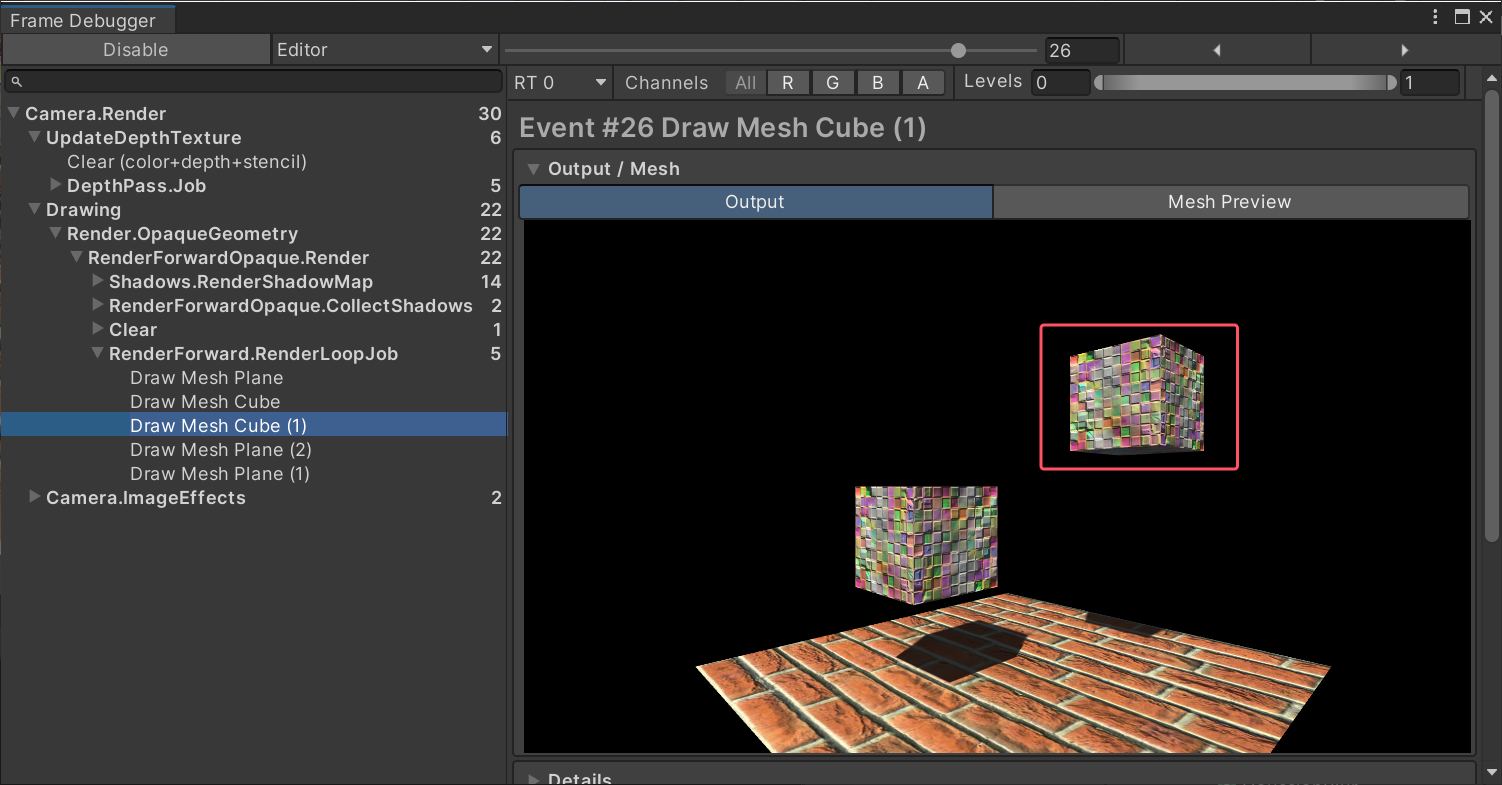 Frame Debugger
Disable Editor 26
RT 0 Channels All R G B A Levels 0 1
Camera.Render 30
UpdateDepthTexture 6
Clear (color+depth+stencil)
DepthPass.Job 5
Drawing 22
Render.OpaqueGeometry 22
RenderForwardOpaque.Render 22
Shadows.RenderShadowMap 14
RenderForwardOpaque.CollectShadows 2
Clear 1
RenderForward.RenderLoopJob 5
Draw Mesh Plane
Draw Mesh Cube
Draw Mesh Cube (1)
Draw Mesh Plane (2)
Draw Mesh Plane (1)
Camera.ImageEffects 2
Event #26 Draw Mesh Cube (1)
Output / Mesh
Output Mesh Preview
Details